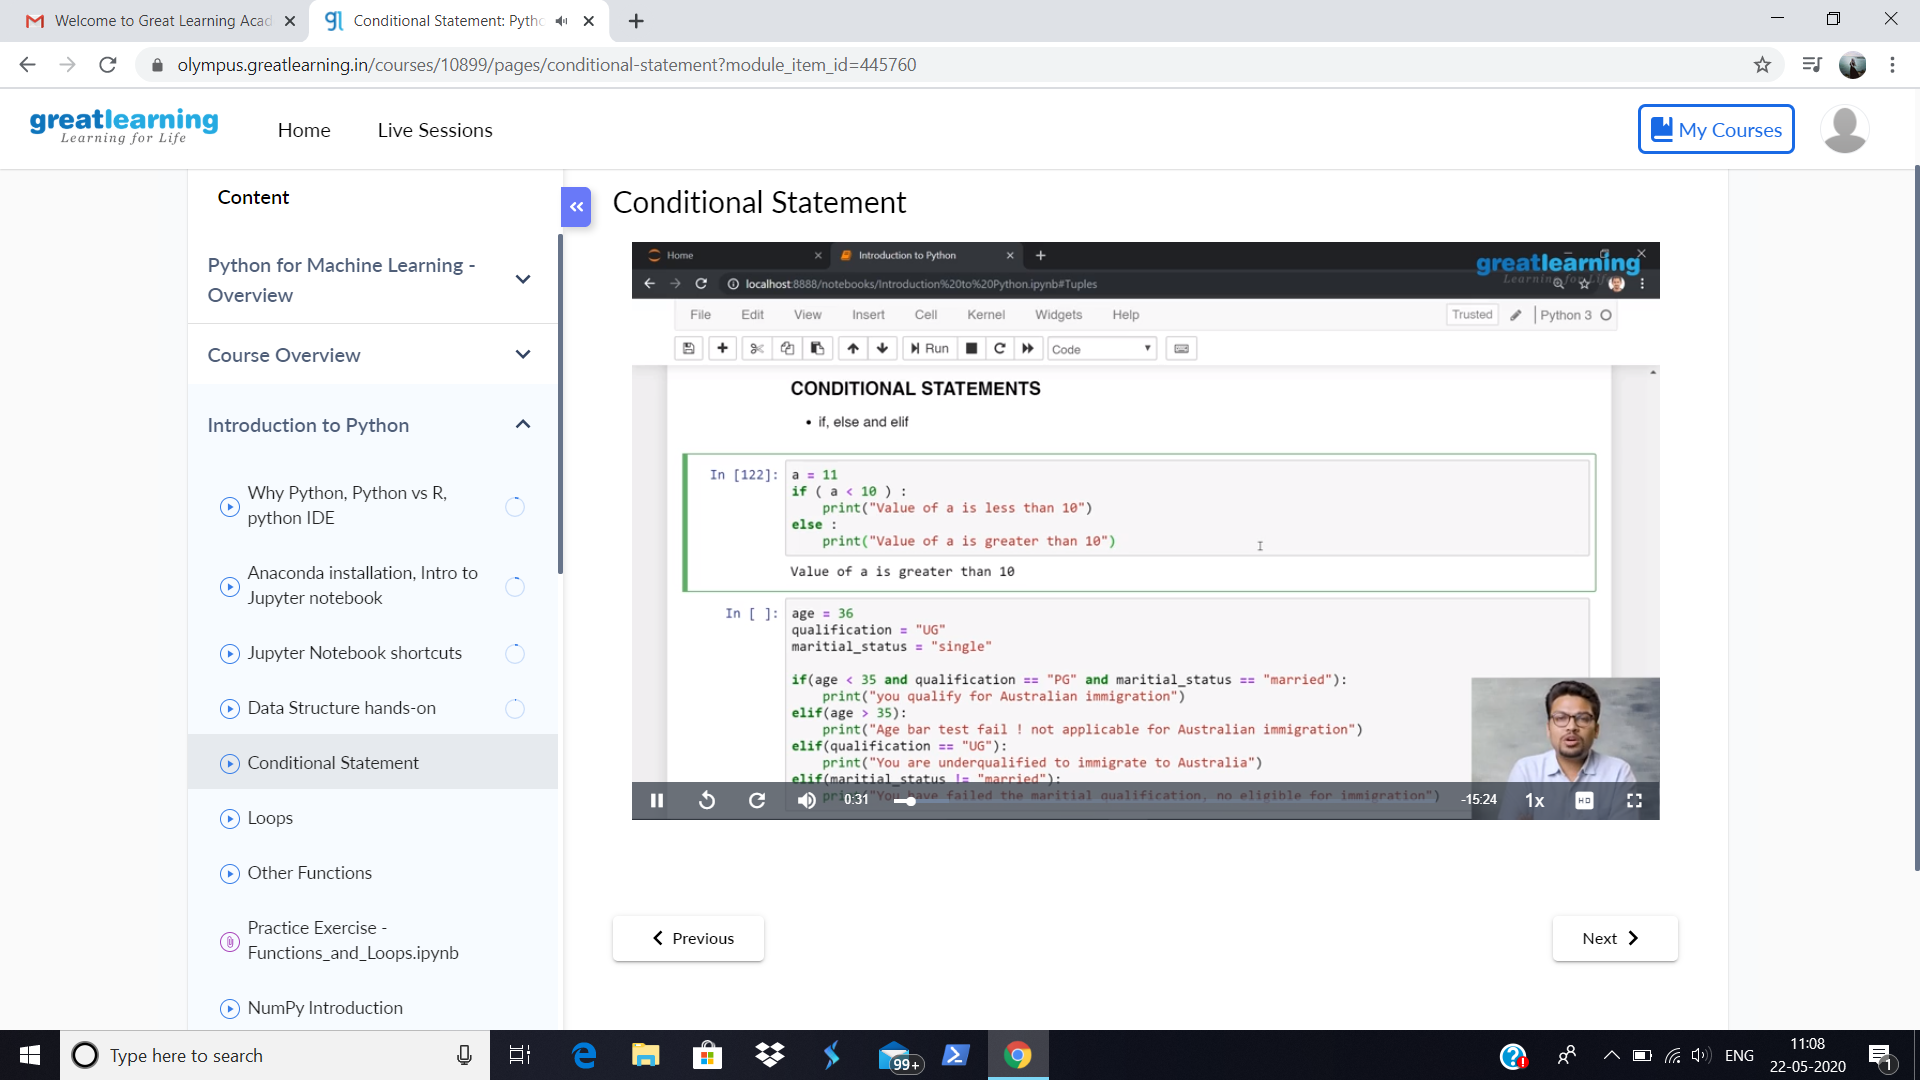 Welcome to Great Learning Acad
Conditional Statement: Pytho
olympus.greatlearning.in/courses/10899/pages/conditional-statement?module_item_id=445760
greatlearning
Learning for Life
Home
Live Sessions
My Courses
Content
Python for Machine Learning -
Overview
Course Overview
Introduction to Python
Why Python, Python vs R,
python IDE
Anaconda installation, Intro to
Jupyter notebook
Jupyter Notebook shortcuts
Data Structure hands-on
Conditional Statement
Loops
Other Functions
Practice Exercise -
Functions_and_Loops.ipynb
NumPy Introduction
Conditional Statement
Home
Introduction to Python
greatlearning
Learning for Life
localhost:8888/notebooks/Introduction%20to%20Python.ipynb#Tuples
File Edit View Insert Cell Kernel Widgets Help
Trusted
Python 3
Run
Code
CONDITIONAL STATEMENTS
• if, else and elif
In [122]: a = 11
if ( a < 10 ) :
print("Value of a is less than 10")
else :
print("Value of a is greater than 10")
Value of a is greater than 10
In [ ]: age = 36
qualification = "UG"
maritial_status = "single"
if(age < 35 and qualification == "PG" and maritial_status == "married"):
print("you qualify for Australian immigration")
elif(age > 35):
print("Age bar test fail ! not applicable for Australian immigration")
elif(qualification == "UG"):
print("You are underqualified to immigrate to Australia")
elif(maritial_status != "married"):
print("You have failed the maritial qualification, no eligible for immigration")
0:31
-15:24
1x
HD
Previous
Next
Type here to search
99+
ENG
11:08
22-05-2020
1